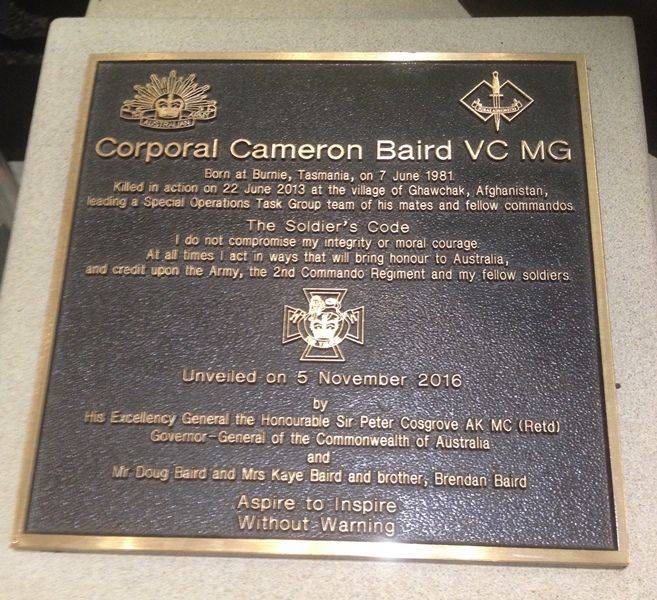 AUSTRALIAN
Corporal Cameron Baird VC MG
Born at Burnie, Tasmania, on 7 June 1981
Killed in action on 22 June 2013 at the village of Ghawchak, Afghanistan,
leading a Special Operations Task Group team of his mates and fellow commandos.
The Soldier's Code
I do not compromise my integrity or moral courage.
At all times I act in ways that will bring honour to Australia,
and credit upon the Army, the 2nd Commando Regiment and my fellow soldiers.
Unveiled on 5 November 2016
by
His Excellency General the Honourable Sir Peter Cosgrove AK MC (Retd)
Governor-General of the Commonwealth of Australia
and
Mr Doug Baird and Mrs Kaye Baird and brother, Brendan Baird
Aspire to Inspire
Without Warning